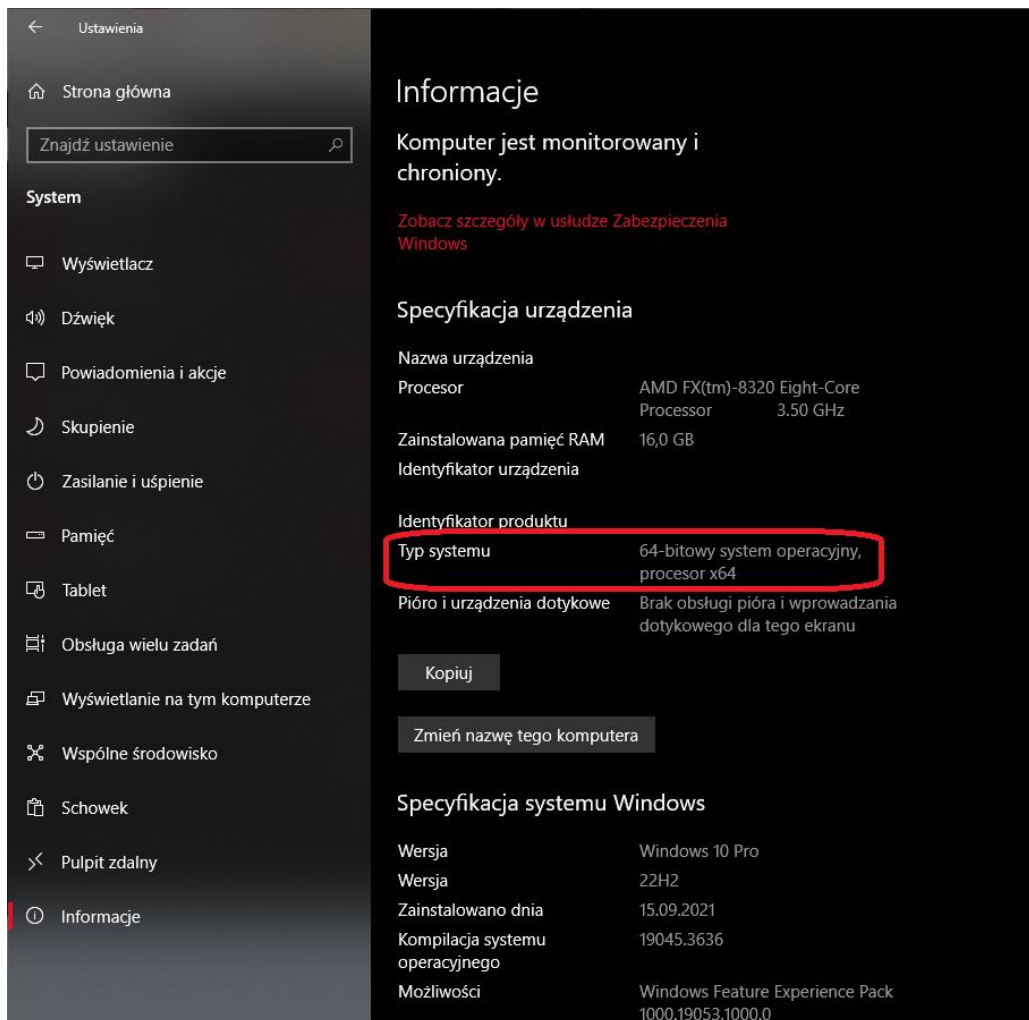 Ustawienia
Strona główna
Znajdź ustawienie
System
Wyświetlacz
Dźwięk
Powiadomienia i akcje
Skupienie
Zasilanie i uśpienie
Pamięć
Tablet
Obsługa wielu zadań
Wyświetlanie na tym komputerze
Wspólne środowisko
Schowek
Pulpit zdalny
Informacje
Informacje
Komputer jest monitorowany i
chroniony.
Zobacz szczegóły w usłudze Zabezpieczenia
Windows
Specyfikacja urządzenia
Nazwa urządzenia
Procesor AMD FX(tm)-8320 Eight-Core
Processor 3.50 GHz
Zainstalowana pamięć RAM 16,0 GB
Identyfikator urządzenia
Identyfikator produktu
Typ systemu 64-bitowy system operacyjny,
procesor x64
Pióro i urządzenia dotykowe Brak obsługi pióra i wprowadzania
dotykowego dla tego ekranu
Kopiuj
Zmień nazwę tego komputera
Specyfikacja systemu Windows
Wersja Windows 10 Pro
Wersja 22H2
Zainstalowano dnia 15.09.2021
Kompilacja systemu 19045.3636
operacyjnego
Możliwości Windows Feature Experience Pack
1000.19053.1000.0